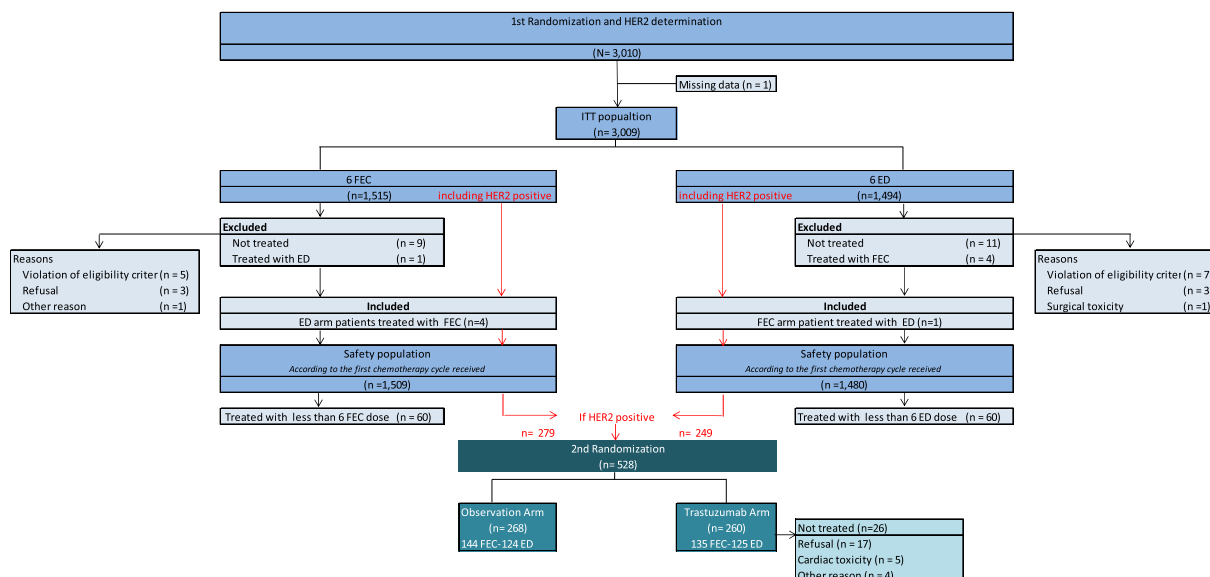 1st Randomization and HER2 determination
(N= 3,010)
Missing data (n = 1)
ITT popualtion
(n= 3,009)
6 FEC
(n=1,515) including HER2 positive
6 ED
including HER2 positive (n=1,494)
Excluded
Not treated (n = 9)
Treated with ED (n = 1)
Excluded
Not treated (n = 11)
Treated with FEC (n = 4)
Reasons
Violation of eligibility criter (n = 5)
Refusal (n = 3)
Other reason (n =1)
Reasons
Violation of eligibility criter (n = 7
Refusal (n = 3
Surgical toxicity (n =1)
Included
ED arm patients treated with FEC (n=4)
Included
FEC arm patient treated with ED (n=1)
Safety population
According to the first chemotherapy cycle received
(n =1,509)
Safety population
According to the first chemotherapy cycle received
(n =1,480)
Treated with less than 6 FEC dose (n = 60)
If HER2 positive
Treated with less than 6 ED dose (n = 60)
n= 279
n= 249
2nd Randomization
(n= 528)
Observation Arm
(n= 268)
144 FEC-124 ED
Trastuzumab Arm
(n= 260)
135 FEC-125 ED
Not treated (n=26)
Refusal (n = 17)
Cardiac toxicity (n = 5)
Other reason (n = 4)